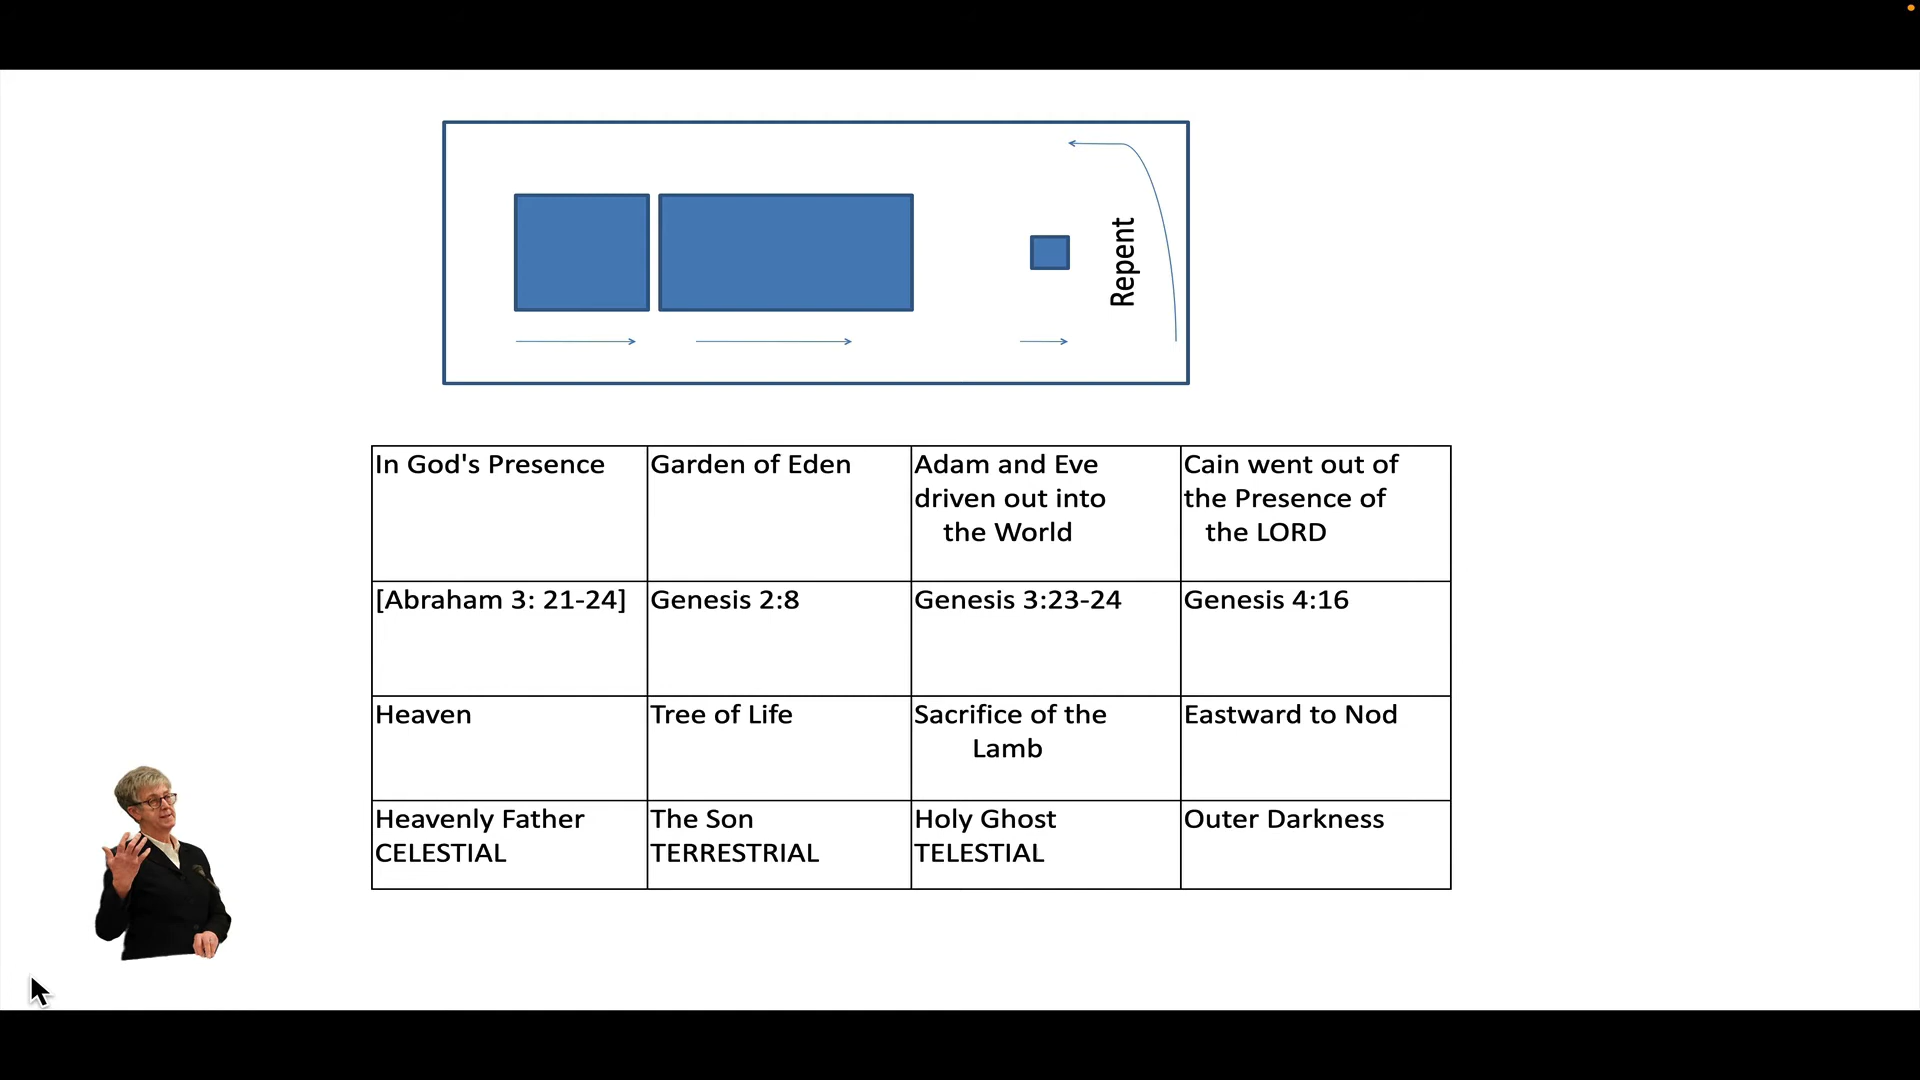 Repent
In God's Presence
Garden of Eden
Adam and Eve
driven out into
the World
Cain went out of
the Presence of
the LORD
[Abraham 3: 21-24]
Genesis 2:8
Genesis 3:23-24
Genesis 4:16
Heaven
Tree of Life
Sacrifice of the
Lamb
Eastward to Nod
Heavenly Father
CELESTIAL
The Son
TERRESTRIAL
Holy Ghost
TELESTIAL
Outer Darkness